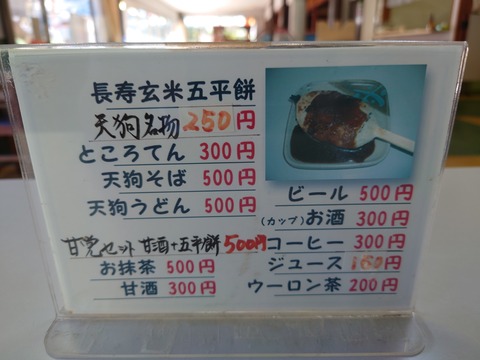 長寿玄米五平餅
天狗名物 250円
ところてん 300円
天狗そば 500円
天狗うどん 500円
甘党セット 甘酒+五平餅 500円
お抹茶 500円
甘酒 300円
ビール 500円
(カップ)お酒 300円
コーヒー 300円
ジュース 160円
ウーロン茶 200円